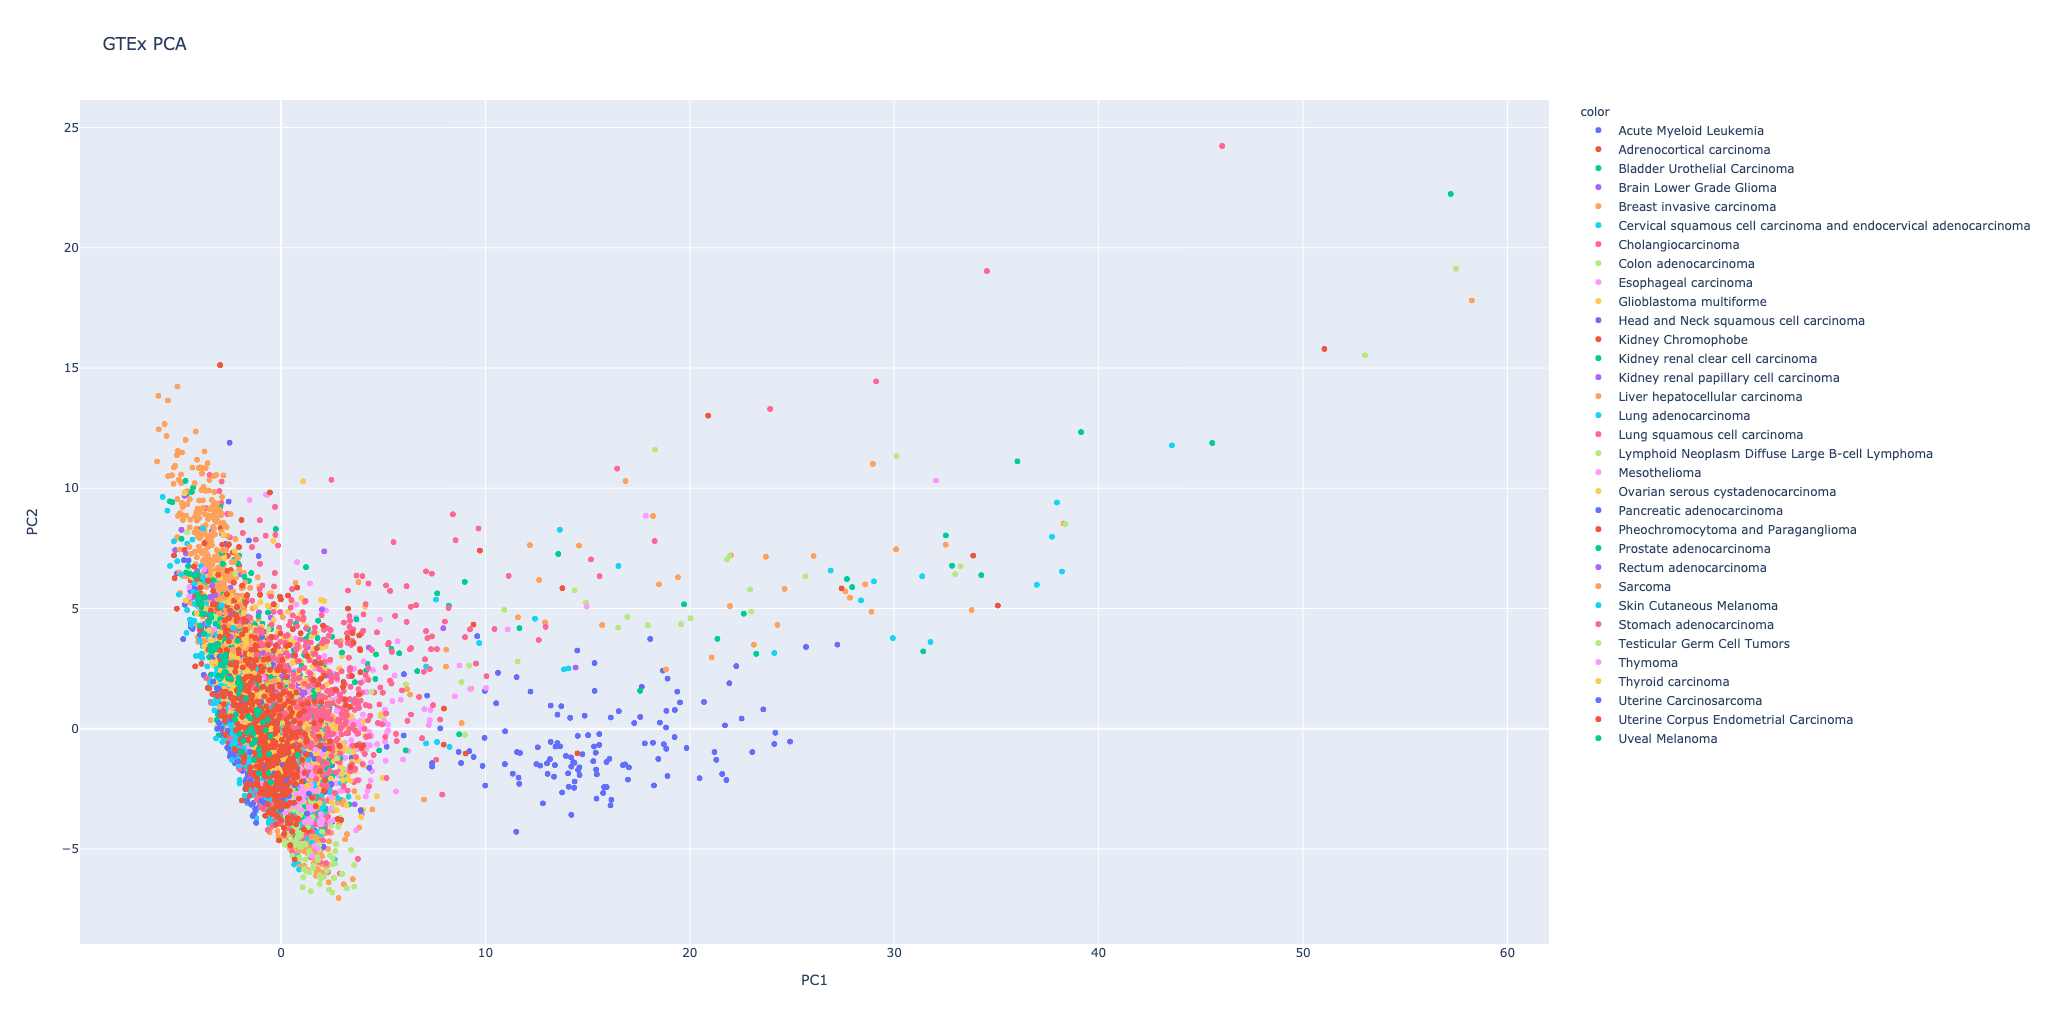 GTEx PCA
25
20
15
10
5
0
−5
PC2
0
10
20
30
40
50
60
PC1
color
Acute Myeloid Leukemia
Adrenocortical carcinoma
Bladder Urothelial Carcinoma
Brain Lower Grade Glioma
Breast invasive carcinoma
Cervical squamous cell carcinoma and endocervical adenocarcinoma
Cholangiocarcinoma
Colon adenocarcinoma
Esophageal carcinoma
Glioblastoma multiforme
Head and Neck squamous cell carcinoma
Kidney Chromophobe
Kidney renal clear cell carcinoma
Kidney renal papillary cell carcinoma
Liver hepatocellular carcinoma
Lung adenocarcinoma
Lung squamous cell carcinoma
Lymphoid Neoplasm Diffuse Large B-cell Lymphoma
Mesothelioma
Ovarian serous cystadenocarcinoma
Pancreatic adenocarcinoma
Pheochromocytoma and Paraganglioma
Prostate adenocarcinoma
Rectum adenocarcinoma
Sarcoma
Skin Cutaneous Melanoma
Stomach adenocarcinoma
Testicular Germ Cell Tumors
Thymoma
Thyroid carcinoma
Uterine Carcinosarcoma
Uterine Corpus Endometrial Carcinoma
Uveal Melanoma